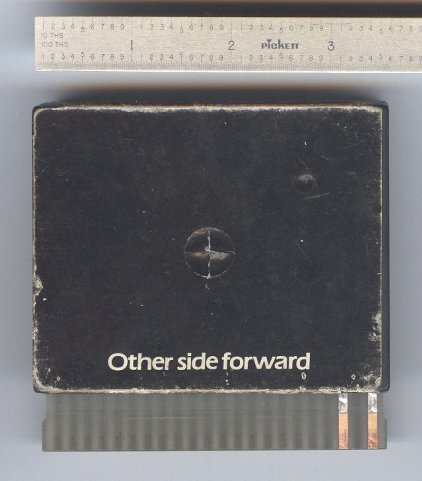 10 THS
100 THS
1 2 PICKETT 3
Other side forward